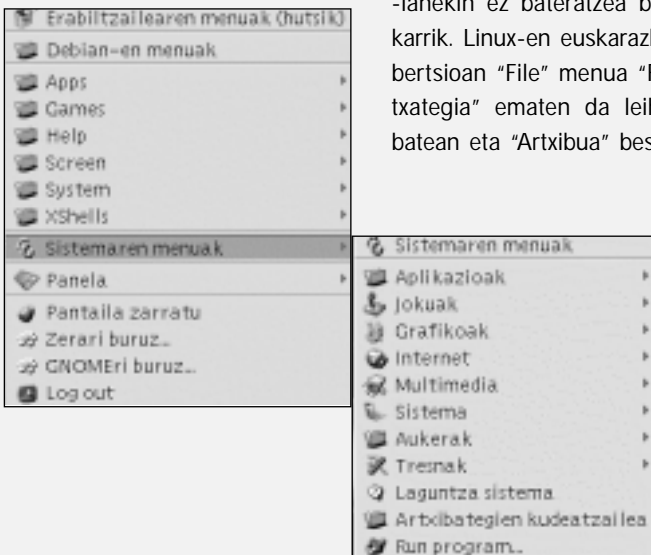 -lanekin ez bateratzea b
karrik. Linux-en euskaraz
bertsioan “File” menua “F
txategia” ematen da lei
batean eta “Artxibua” bes
Erabiltzailearen menuak (hutsik)
Debian-en menuak
Apps
Games
Help
Screen
System
XShells
Sistemaren menuak
Panela
Pantaila zarratu
Zerari buruz...
GNOMEri buruz...
Log out
Sistemaren menuak
Aplikazioak
Jokuak
Grafikoak
Internet
Multimedia
Sistema
Aukerak
Tresnak
Laguntza sistema
Artxibategien kudeatzailea
Run program...